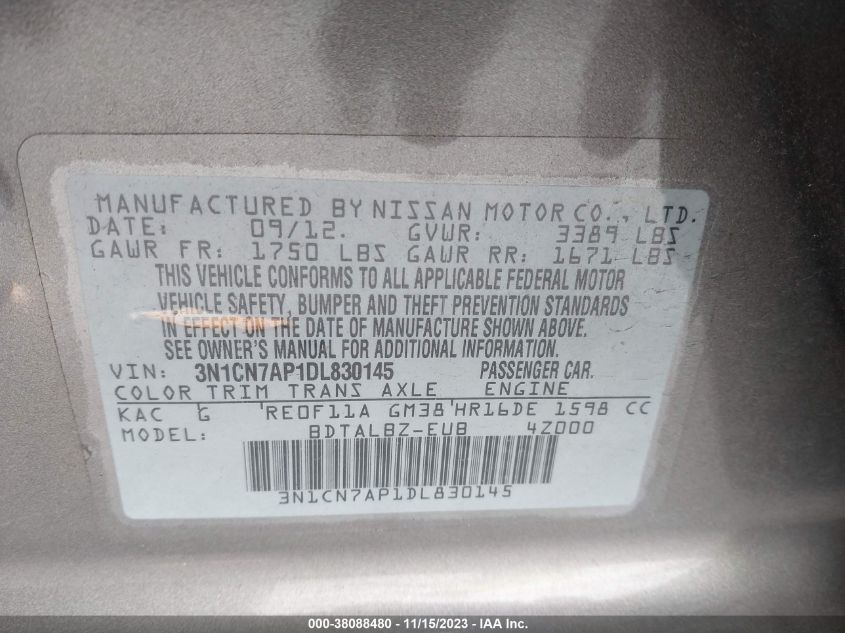 MANUFACTURED BY NISSAN MOTOR CO., LTD.
DATE: 09/12. GVWR: 3389 LBS
GAWR FR: 1750 LBS GAWR RR: 1671 LBS
THIS VEHICLE CONFORMS TO ALL APPLICABLE FEDERAL MOTOR
VEHICLE SAFETY, BUMPER AND THEFT PREVENTION STANDARDS
IN EFFECT ON THE DATE OF MANUFACTURE SHOWN ABOVE.
SEE OWNER'S MANUAL FOR ADDITIONAL INFORMATION.
VIN: 3N1CN7AP1DL830145 PASSENGER CAR.
COLOR TRIM TRANS AXLE ENGINE
KAC G 'RE0F11A GM38'HR16DE 1598 CC
MODEL: BDTALBZ-EUB 4Z000
3N1CN7AP1DL830145
000-38088480 - 11/15/2023 - IAA Inc.